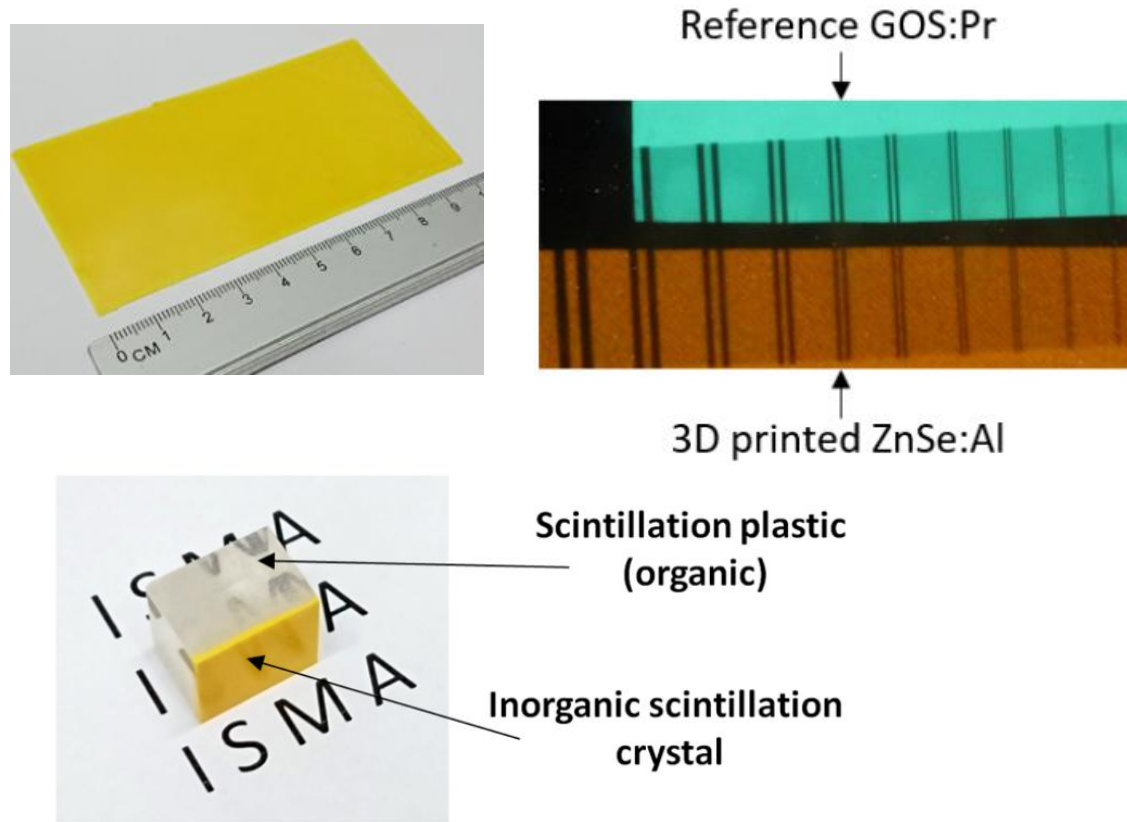 Reference GOS:Pr
0 CM 1 2 3 4 5 6 7 8 9
3D printed ZnSe:Al
Scintillation plastic
(organic)
ISMA
I A
ISMA
Inorganic scintillation
crystal